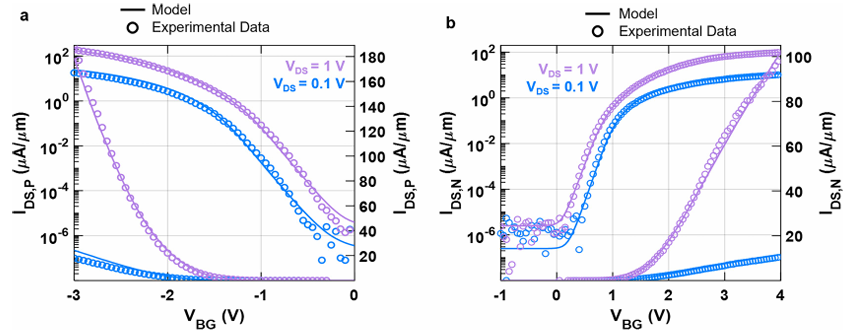 a
Model
Experimental Data
V_DS = 1 V
V_DS = 0.1 V
I_DS,P (µA/µm)
10^2
10^0
10^-2
10^-4
10^-6
I_DS,P (µA/µm)
180
160
140
120
100
80
60
40
20
-3
-2
-1
0
V_BG (V)
b
Model
Experimental Data
V_DS = 1 V
V_DS = 0.1 V
I_DS,N (µA/µm)
10^2
10^0
10^-2
10^-4
10^-6
I_DS,N (µA/µm)
100
80
60
40
20
-1
0
1
2
3
4
V_BG (V)